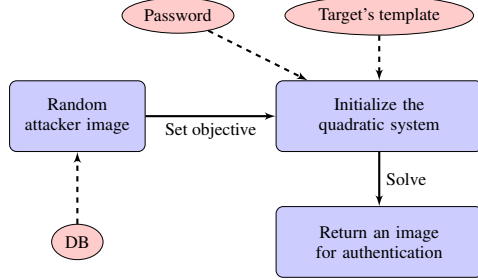 Password
Target's template
Random
attacker image
Set objective
Initialize the
quadratic system
Solve
DB
Return an image
for authentication